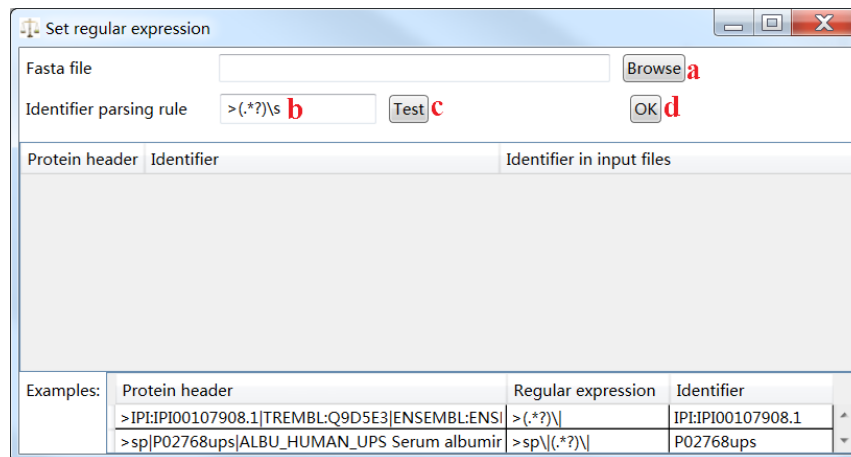 Set regular expression
Fasta file Browse a
Identifier parsing rule >(.*?)\s b Test c OK d
Protein header Identifier Identifier in input files
Examples: Protein header Regular expression Identifier
>IPI:IPI00107908.1|TREMBL:Q9D5E3|ENSEMBL:ENSI >(.*?)\| IPI:IPI00107908.1
>sp|P02768ups|ALBU_HUMAN_UPS Serum albumin >sp\|(.*?)\| P02768ups